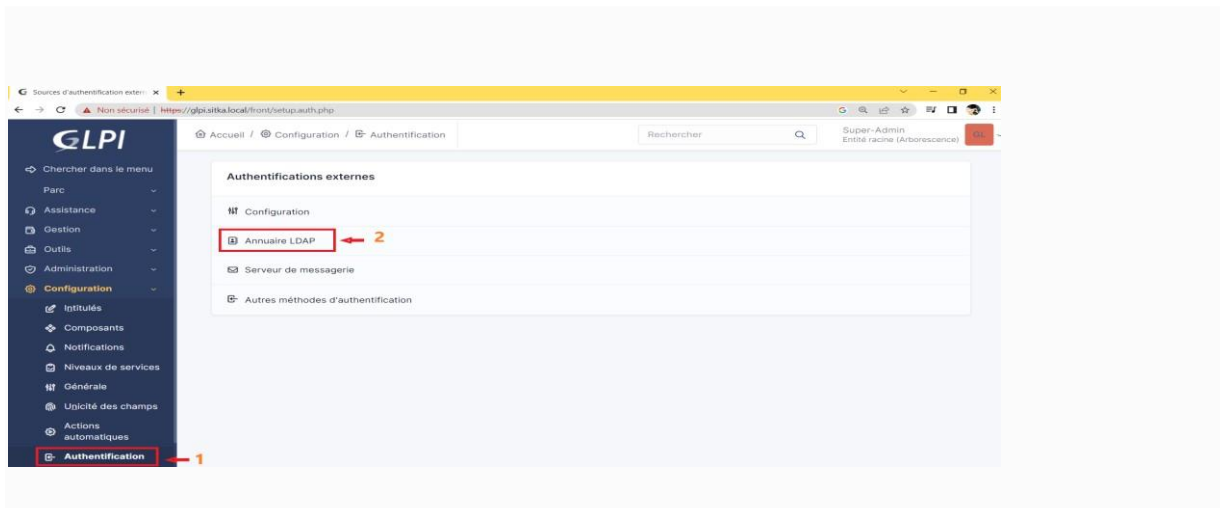 Sources d'authentification extern
Non sécurisé | https://glpi.sitka.local/front/setup.auth.php
GLPI
Accueil / Configuration / Authentification
Rechercher
Super-Admin
Entité racine (Arborescence)
GL
Chercher dans le menu
Parc
Assistance
Gestion
Outils
Administration
Configuration
Intitulés
Composants
Notifications
Niveaux de services
Générale
Unicité des champs
Actions
automatiques
Authentification
1
Authentifications externes
Configuration
Annuaire LDAP
2
Serveur de messagerie
Autres méthodes d'authentification